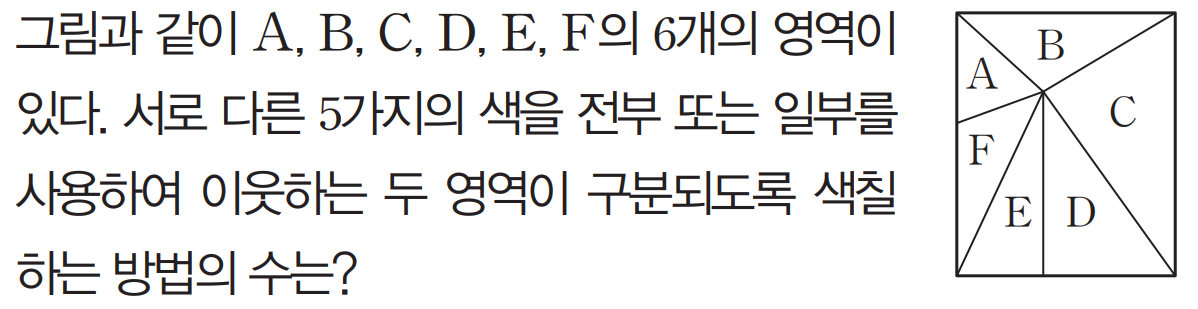 그림과 같이 A, B, C, D, E, F의 6개의 영역이
있다. 서로 다른 5가지의 색을 전부 또는 일부를
사용하여 이웃하는 두 영역이 구분되도록 색칠
하는 방법의 수는?
B
A
C
F
E
D